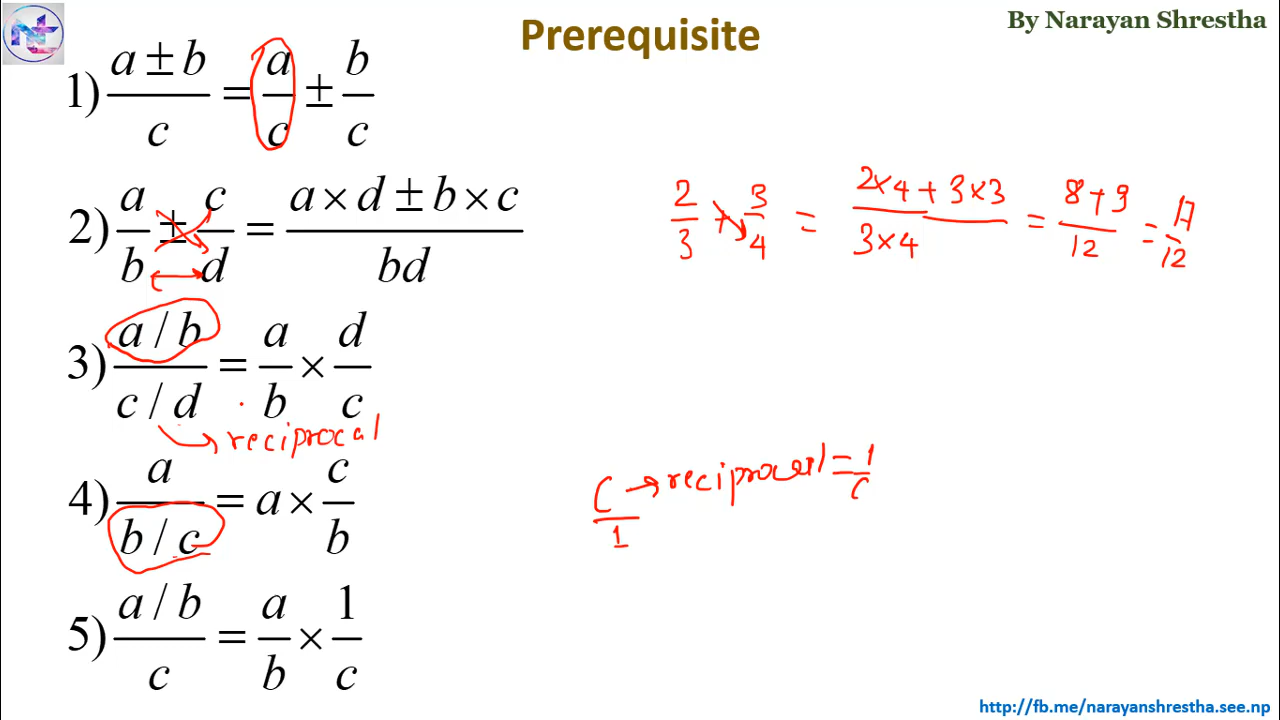 Prerequisite
By Narayan Shrestha
1) (a ± b)/c = a/c ± b/c
2) a/b ± c/d = (a × d ± b × c)/bd
2/3 + 3/4 = (2×4 + 3×3)/(3×4) = (8+9)/12 = 17/12
3) (a / b)/(c / d) = a/b × d/c
reciprocal
4) a/(b / c) = a × c/b
C/1 → reciprocal = 1/c
5) (a / b)/c = a/b × 1/c
http://fb.me/narayanshrestha.see.np